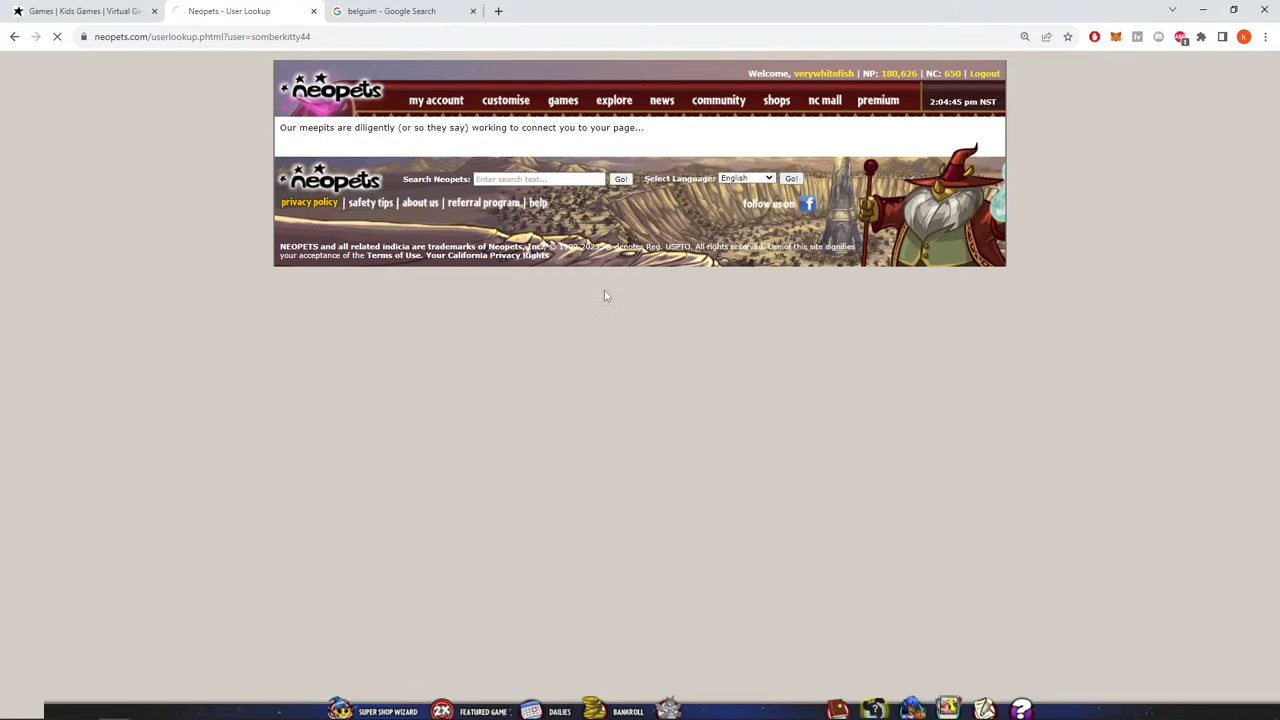 Games | Kids Games | Virtual Ga
Neopets - User Lookup
belguim - Google Search
neopets.com/userlookup.phtml?user=somberkitty44
Welcome, verywhitefish | NP: 180,626 | NC: 650 | Logout
neopets
my account customise games explore news community shops nc mall premium
2:04:45 pm NST
Our meepits are diligently (or so they say) working to connect you to your page...
neopets
Search Neopets: Enter search text... Go! Select Language: English Go!
privacy policy | safety tips | about us | referral program | help
follow us on f
NEOPETS and all related indicia are trademarks of Neopets, Inc., © 1999-2023. ® denotes Reg. USPTO. All rights reserved. Use of this site signifies
your acceptance of the Terms of Use. Your California Privacy Rights
SUPER SHOP WIZARD 2X FEATURED GAME DAILIES BANKROLL